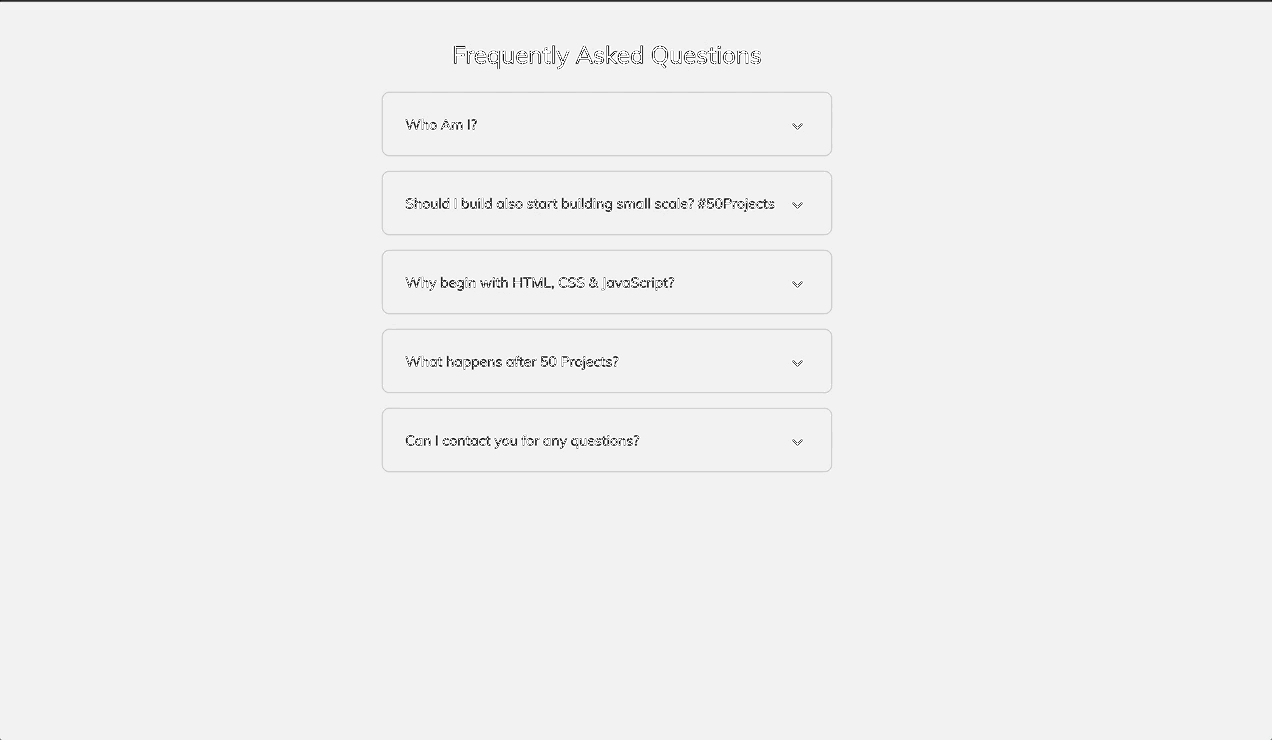 Frequently Asked Questions
Who Am I?
Should I build also start building small scale? #50Projects
Why begin with HTML, CSS & JavaScript?
What happens after 50 Projects?
Can I contact you for any questions?